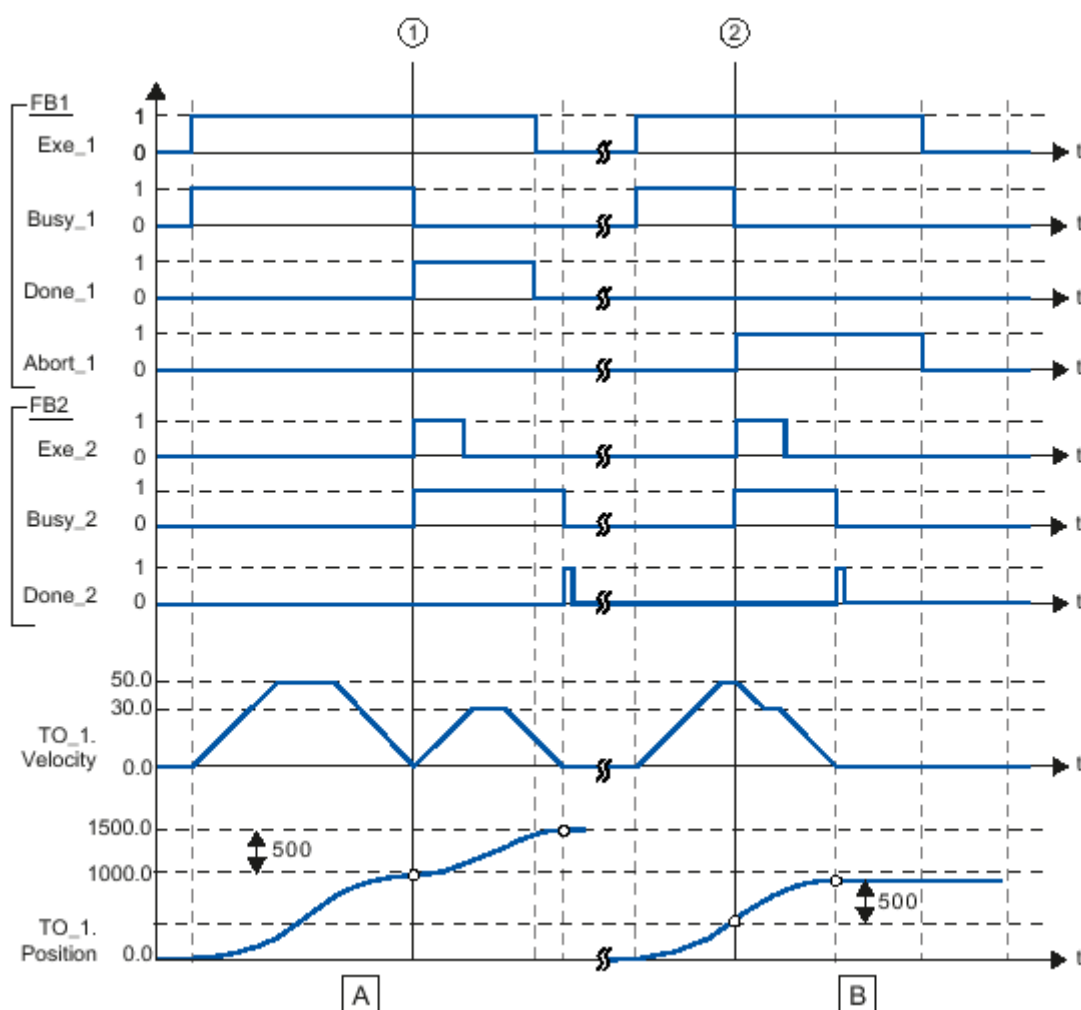 1 2
FB1
1
Exe_1
0
t
1
Busy_1
0
t
1
Done_1
0
t
1
Abort_1
0
t
FB2
1
Exe_2
0
t
1
Busy_2
0
t
1
Done_2
0
t
50.0
30.0
TO_1.
Velocity
0.0
t
1500.0
500
1000.0
500
TO_1.
Position
0.0
t
A B